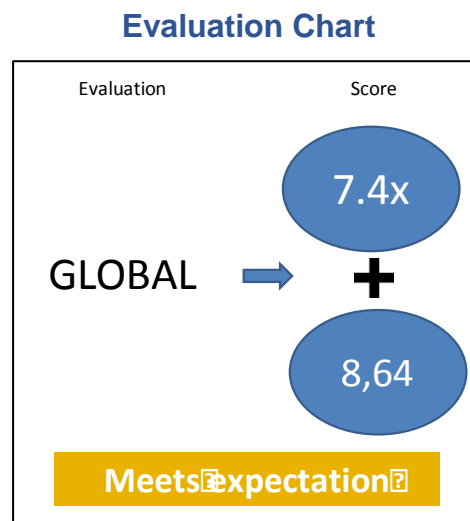 Evaluation Chart
Evaluation Score
7.4x
GLOBAL
+
8,64
Meets⍰expectation⍰